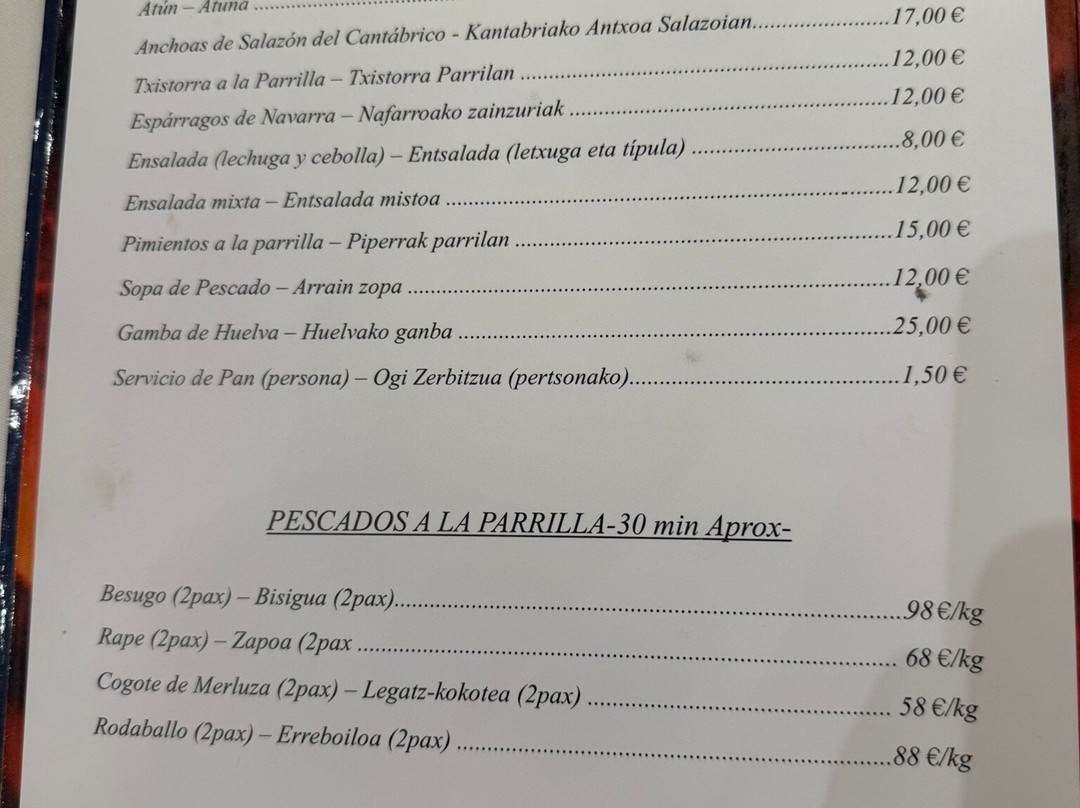 Atún – Atuna ..............................
Anchoas de Salazón del Cantábrico - Kantabriako Antxoa Salazoian.....................17,00 €
Txistorra a la Parrilla – Txistorra Parrilan .......................................................12,00 €
Espárragos de Navarra – Nafarroako zainzuriak ................................................12,00 €
Ensalada (lechuga y cebolla) – Entsalada (letxuga eta típula) ...............................8,00 €
Ensalada mixta – Entsalada mistoa ...................................................................12,00 €
Pimientos a la parrilla – Piperrak parrilan .........................................................15,00 €
Sopa de Pescado – Arrain zopa .........................................................................12,00 €
Gamba de Huelva – Huelvako ganba ..................................................................25,00 €
Servicio de Pan (persona) – Ogi Zerbitzua (pertsonako)........................................1,50 €
PESCADOS A LA PARRILLA-30 min Aprox-
Besugo (2pax) – Bisigua (2pax)............................................................................98€/kg
Rape (2pax) – Zapoa (2pax ................................................................................. 68 €/kg
Cogote de Merluza (2pax) – Legatz-kokotea (2pax) .............................................. 58 €/kg
Rodaballo (2pax) – Erreboiloa (2pax) ..................................................................88 €/kg